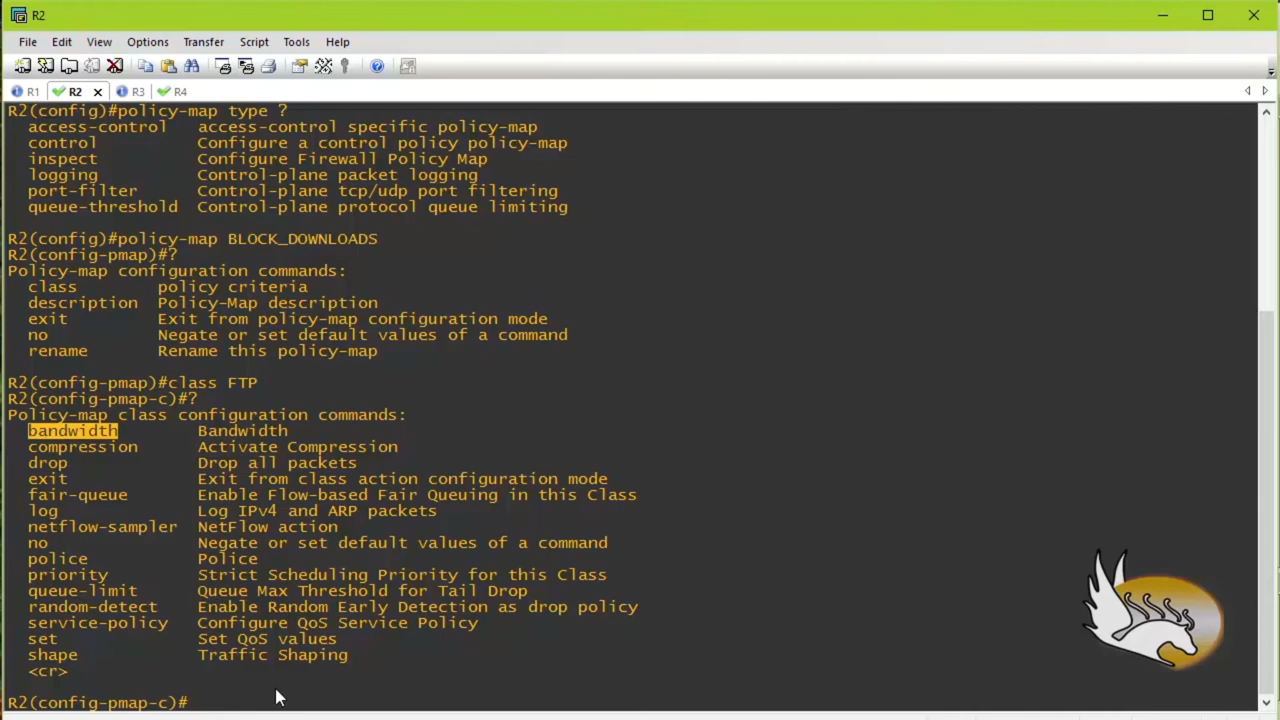 R2
File Edit View Options Transfer Script Tools Help
R1 R2 R3 R4
R2(config)#policy-map type ?
access-control access-control specific policy-map
control Configure a control policy policy-map
inspect Configure Firewall Policy Map
logging Control-plane packet logging
port-filter Control-plane tcp/udp port filtering
queue-threshold Control-plane protocol queue limiting
R2(config)#policy-map BLOCK_DOWNLOADS
R2(config-pmap)#?
Policy-map configuration commands:
class policy criteria
description Policy-Map description
exit Exit from policy-map configuration mode
no Negate or set default values of a command
rename Rename this policy-map
R2(config-pmap)#class FTP
R2(config-pmap-c)#?
Policy-map class configuration commands:
bandwidth Bandwidth
compression Activate Compression
drop Drop all packets
exit Exit from class action configuration mode
fair-queue Enable Flow-based Fair Queuing in this Class
log Log IPv4 and ARP packets
netflow-sampler NetFlow action
no Negate or set default values of a command
police Police
priority Strict Scheduling Priority for this Class
queue-limit Queue Max Threshold for Tail Drop
random-detect Enable Random Early Detection as drop policy
service-policy Configure QoS Service Policy
set Set QoS values
shape Traffic Shaping
<cr>
R2(config-pmap-c)#